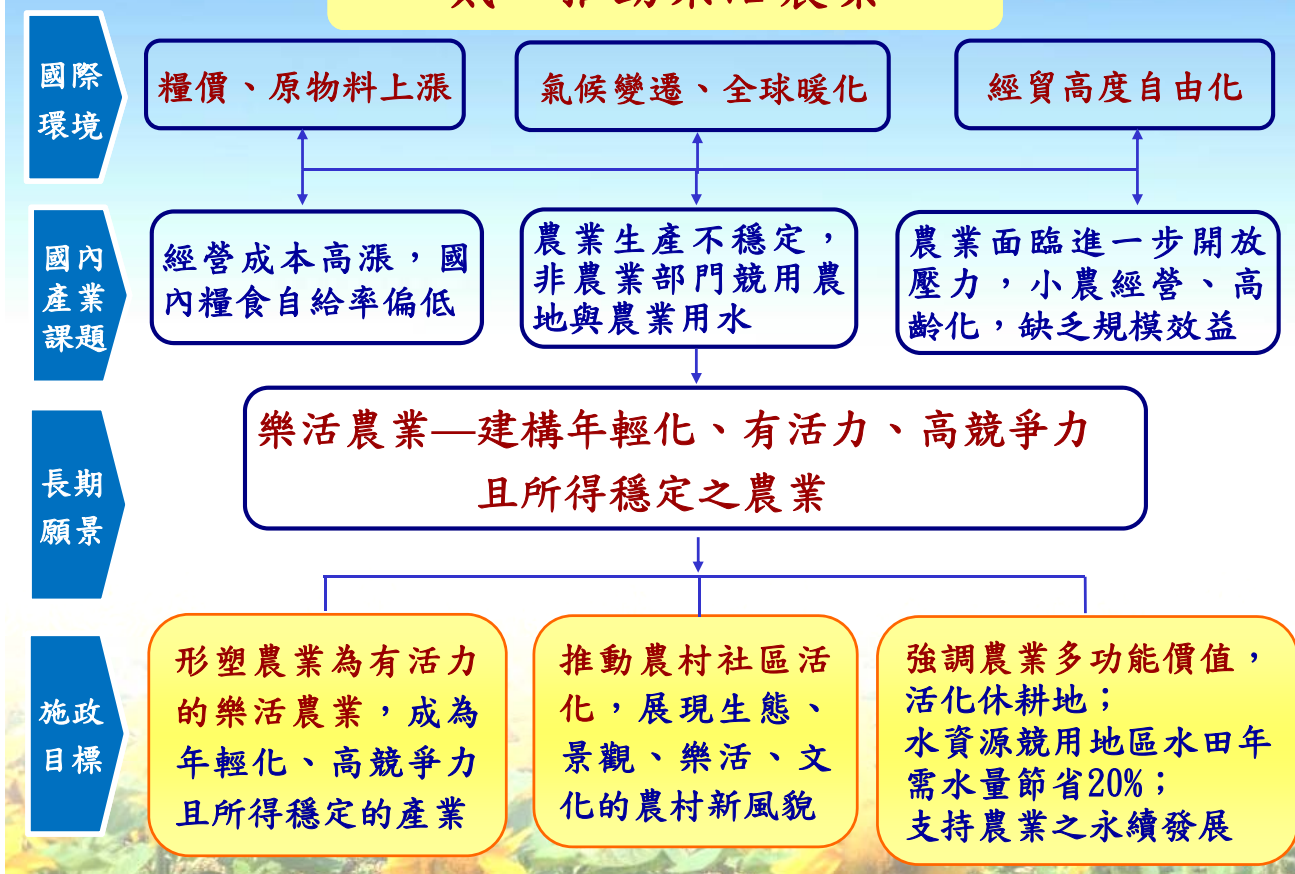 推動樂活農業
國際
環境
糧價、原物料上漲
氣候變遷、全球暖化
經貿高度自由化
國內
產業
課題
經營成本高漲，國
內糧食自給率偏低
農業生產不穩定，
非農業部門競用農
地與農業用水
農業面臨進一步開放
壓力，小農經營、高
齡化，缺乏規模效益
長期
願景
樂活農業—建構年輕化、有活力、高競爭力
且所得穩定之農業
施政
目標
形塑農業為有活力
的樂活農業，成為
年輕化、高競爭力
且所得穩定的產業
推動農村社區活
化，展現生態、
景觀、樂活、文
化的農村新風貌
強調農業多功能價值，
活化休耕地；
水資源競用地區水田年
需水量節省20%；
支持農業之永續發展